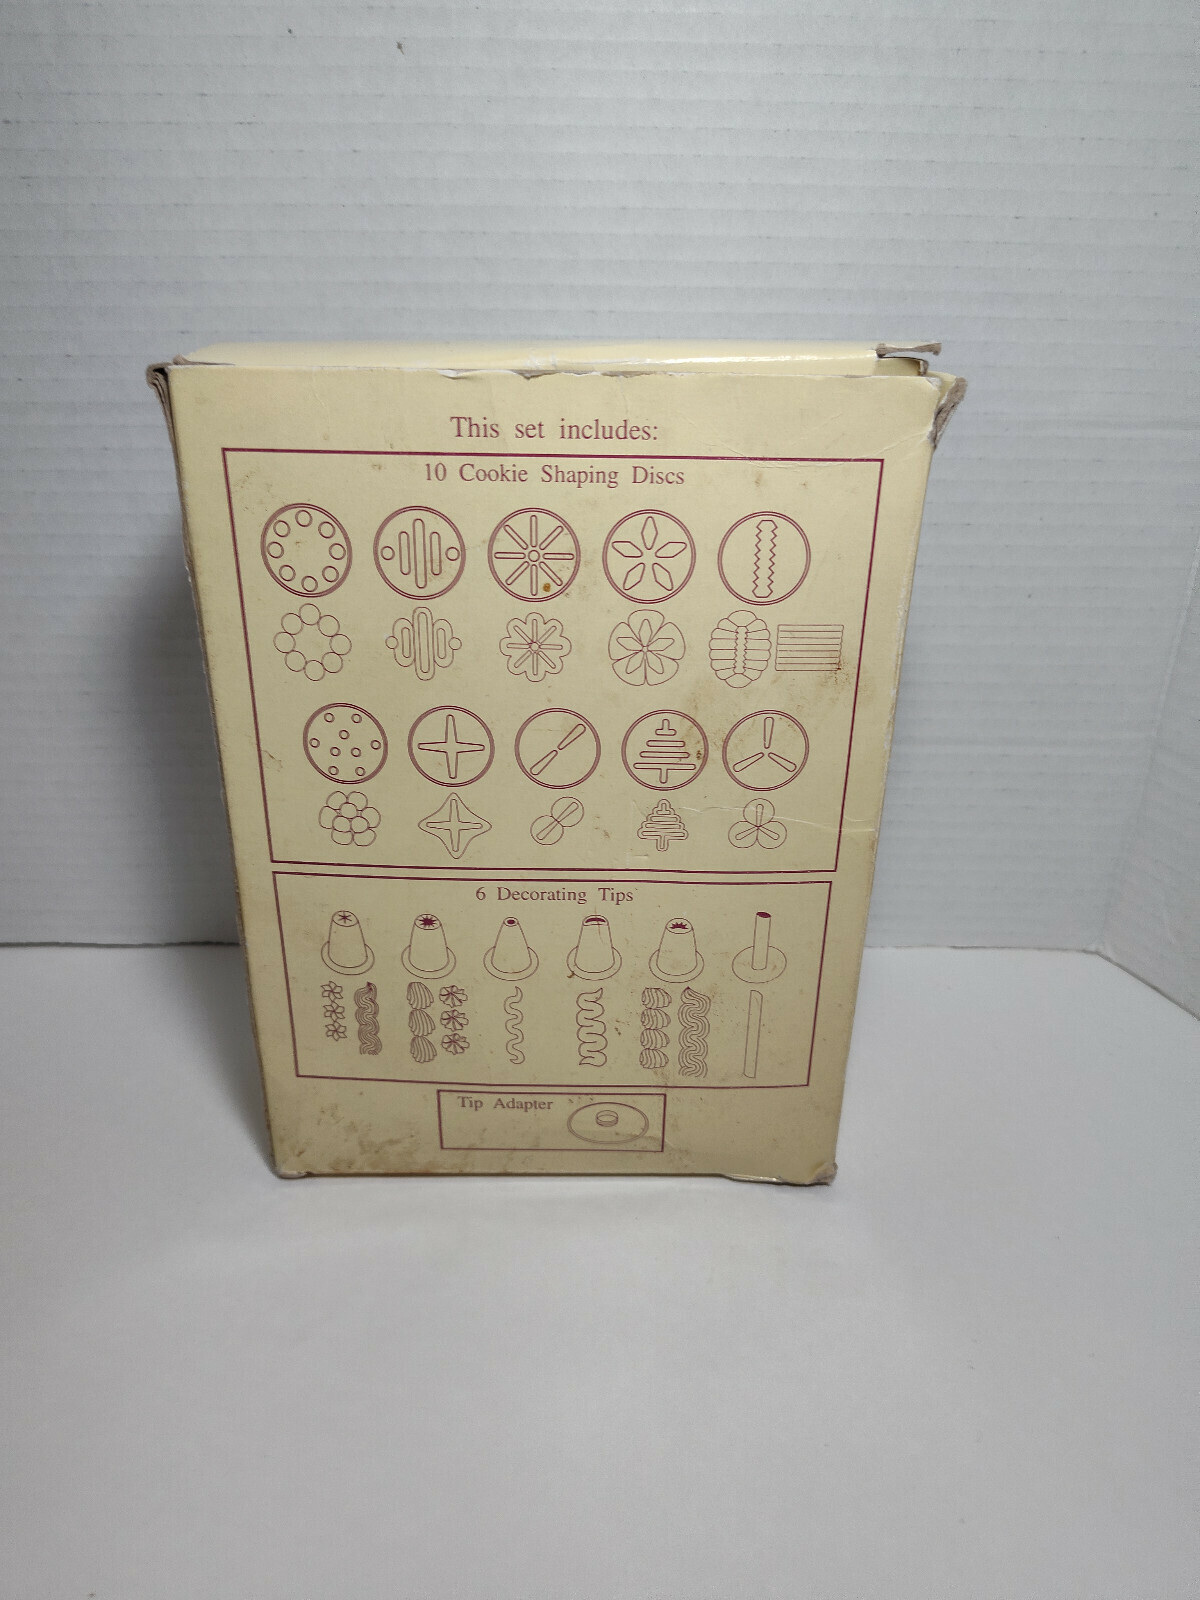 This set includes:
10 Cookie Shaping Discs
6 Decorating Tips
Tip Adapter